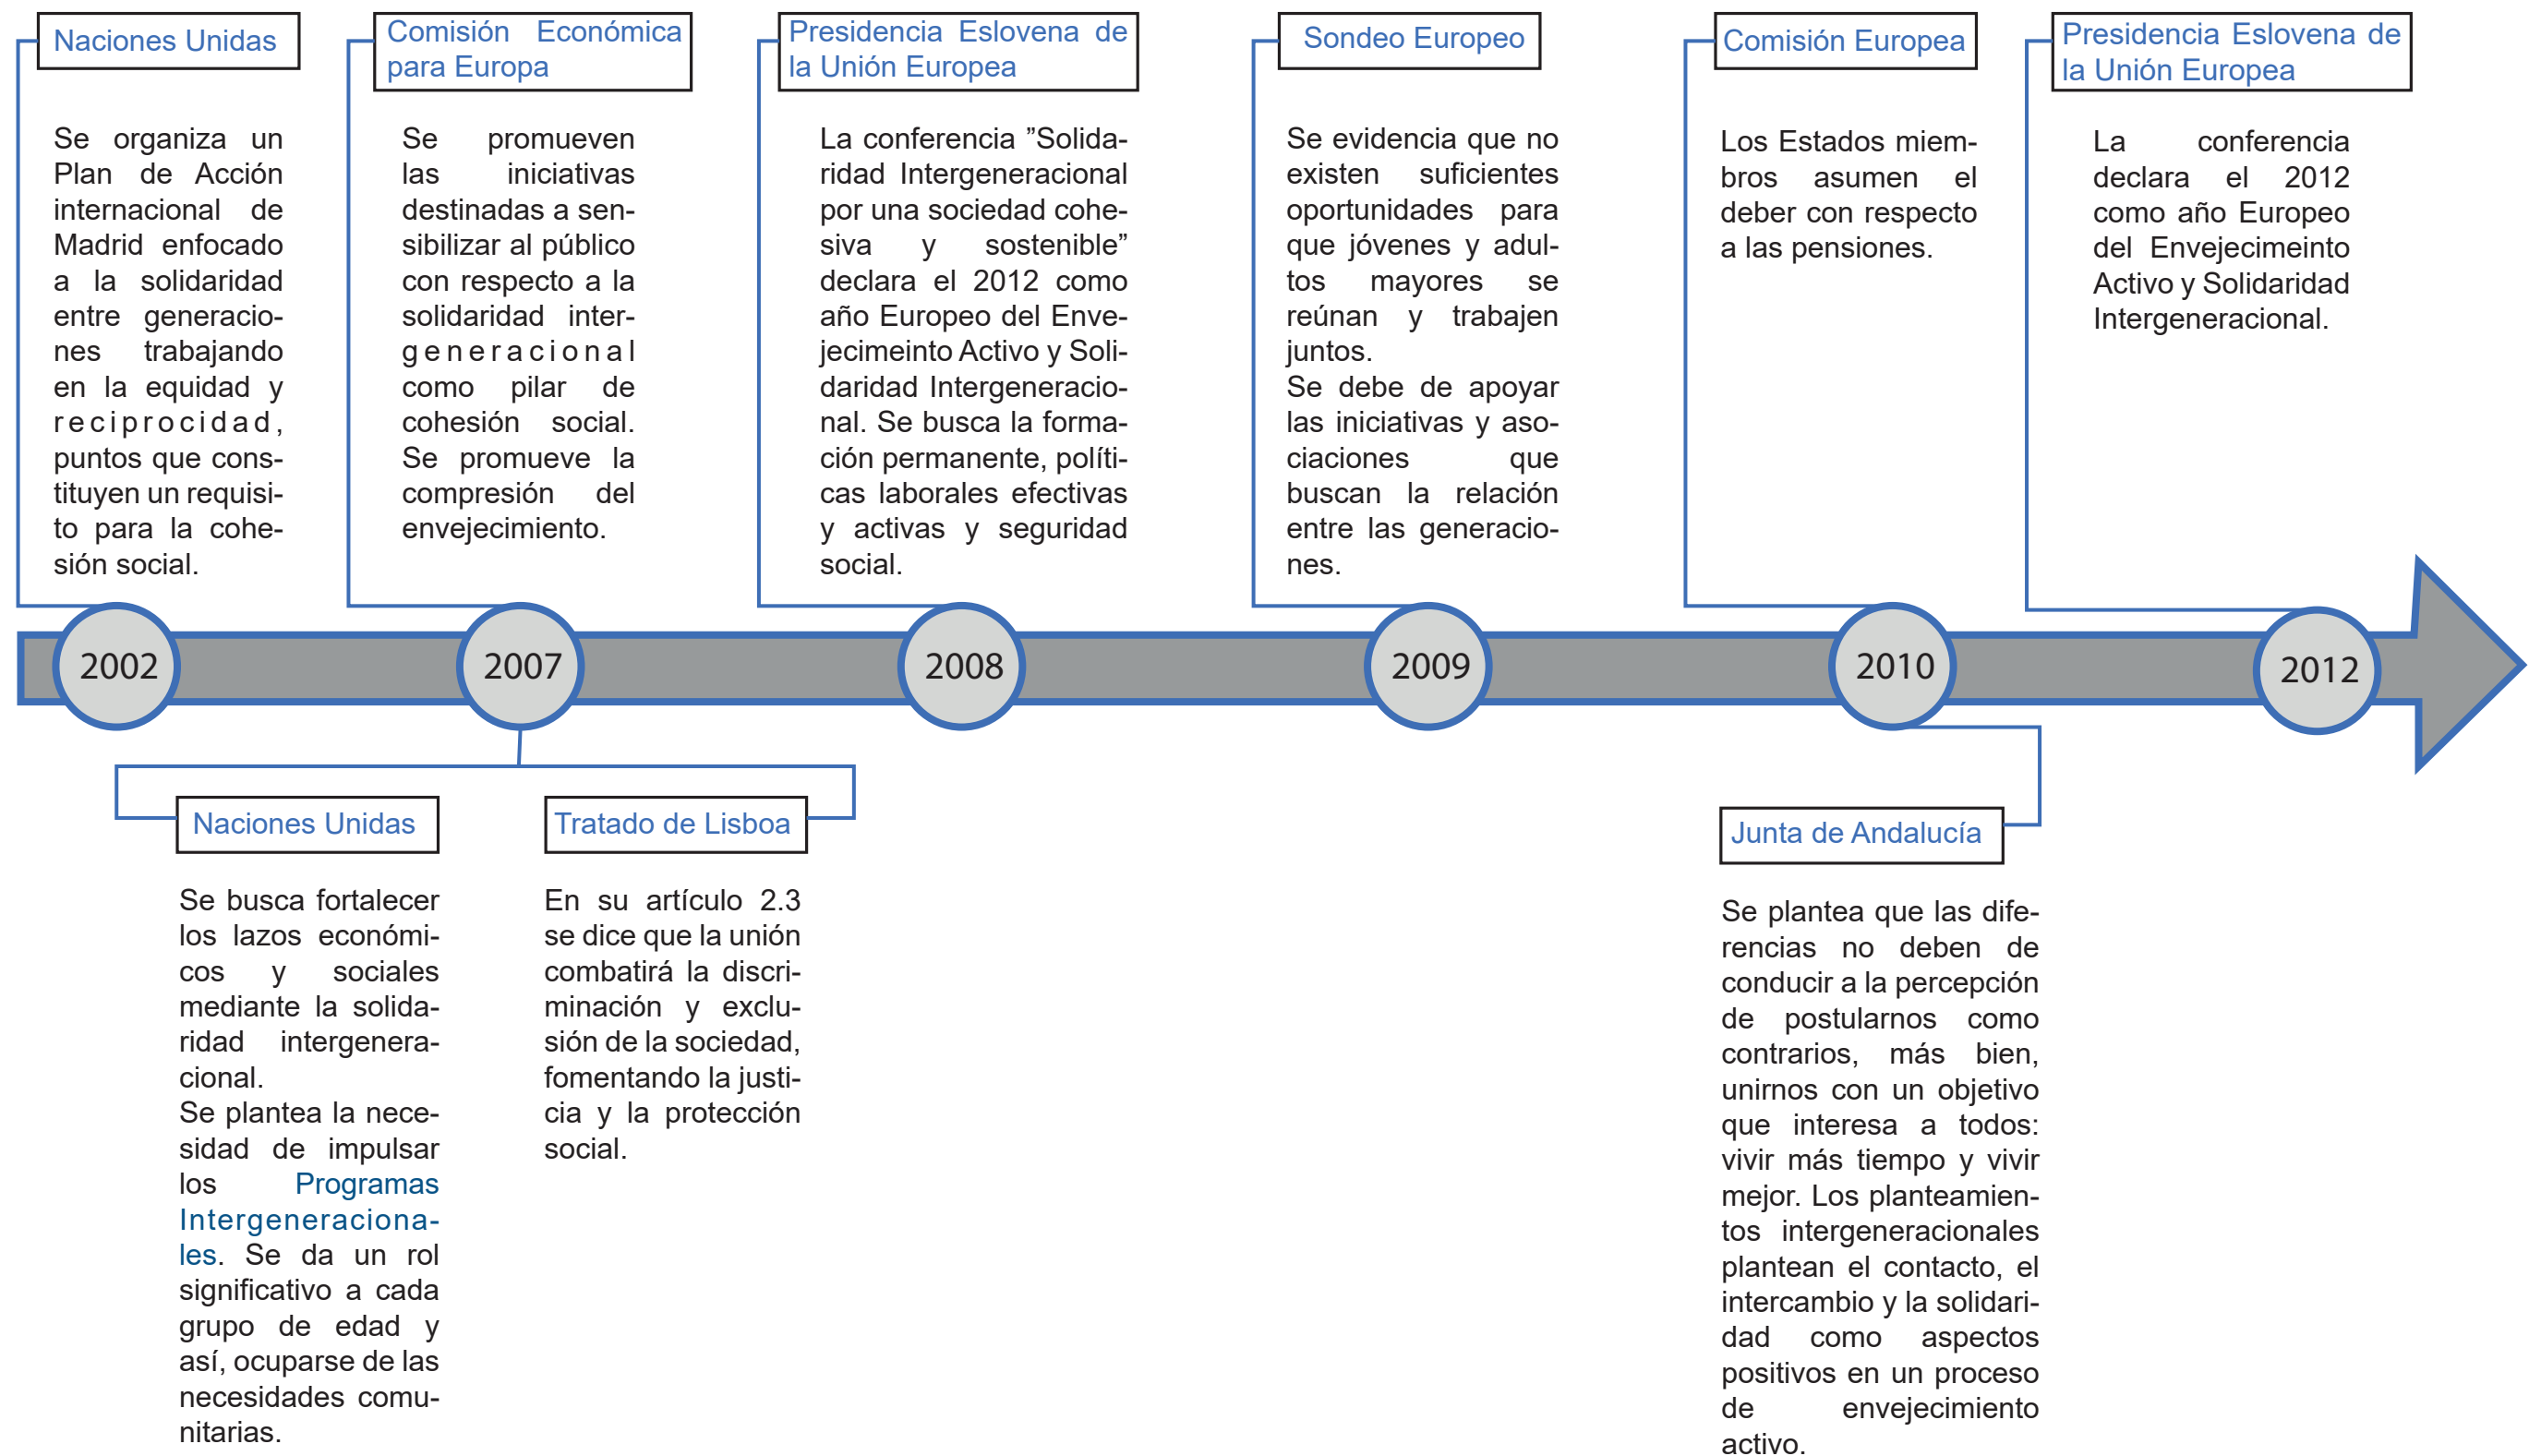 Naciones Unidas
Se organiza un
Plan de Acción
internacional de
Madrid enfocado
a la solidaridad
entre generacio-
nes trabajando
en la equidad y
reciprocidad,
puntos que cons-
tituyen un requisi-
to para la cohe-
sión social.
Comisión Económica
para Europa
Se promueven
las iniciativas
destinadas a sen-
sibilizar al público
con respecto a la
solidaridad inter-
generacional
como pilar de
cohesión social.
Se promueve la
compresión del
envejecimiento.
Presidencia Eslovena de
la Unión Europea
La conferencia ”Solida-
ridad Intergeneracional
por una sociedad cohe-
siva y sostenible”
declara el 2012 como
año Europeo del Enve-
jecimeinto Activo y Soli-
daridad Intergeneracio-
nal. Se busca la forma-
ción permanente, políti-
cas laborales efectivas
y activas y seguridad
social.
Sondeo Europeo
Se evidencia que no
existen suficientes
oportunidades para
que jóvenes y adul-
tos mayores se
reúnan y trabajen
juntos.
Se debe de apoyar
las iniciativas y aso-
ciaciones que
buscan la relación
entre las generacio-
nes.
Comisión Europea
Los Estados miem-
bros asumen el
deber con respecto
a las pensiones.
Presidencia Eslovena de
la Unión Europea
La conferencia
declara el 2012
como año Europeo
del Envejecimeinto
Activo y Solidaridad
Intergeneracional.
2002
2007
2008
2009
2010
2012
Naciones Unidas
Se busca fortalecer
los lazos económi-
cos y sociales
mediante la solida-
ridad intergenera-
cional.
Se plantea la nece-
sidad de impulsar
los Programas
Intergeneraciona-
les. Se da un rol
significativo a cada
grupo de edad y
así, ocuparse de las
necesidades comu-
nitarias.
Tratado de Lisboa
En su artículo 2.3
se dice que la unión
combatirá la discri-
minación y exclu-
sión de la sociedad,
fomentando la justi-
cia y la protección
social.
Junta de Andalucía
Se plantea que las dife-
rencias no deben de
conducir a la percepción
de postularnos como
contrarios, más bien,
unirnos con un objetivo
que interesa a todos:
vivir más tiempo y vivir
mejor. Los planteamien-
tos intergeneracionales
plantean el contacto, el
intercambio y la solidari-
dad como aspectos
positivos en un proceso
de envejecimiento
activo.